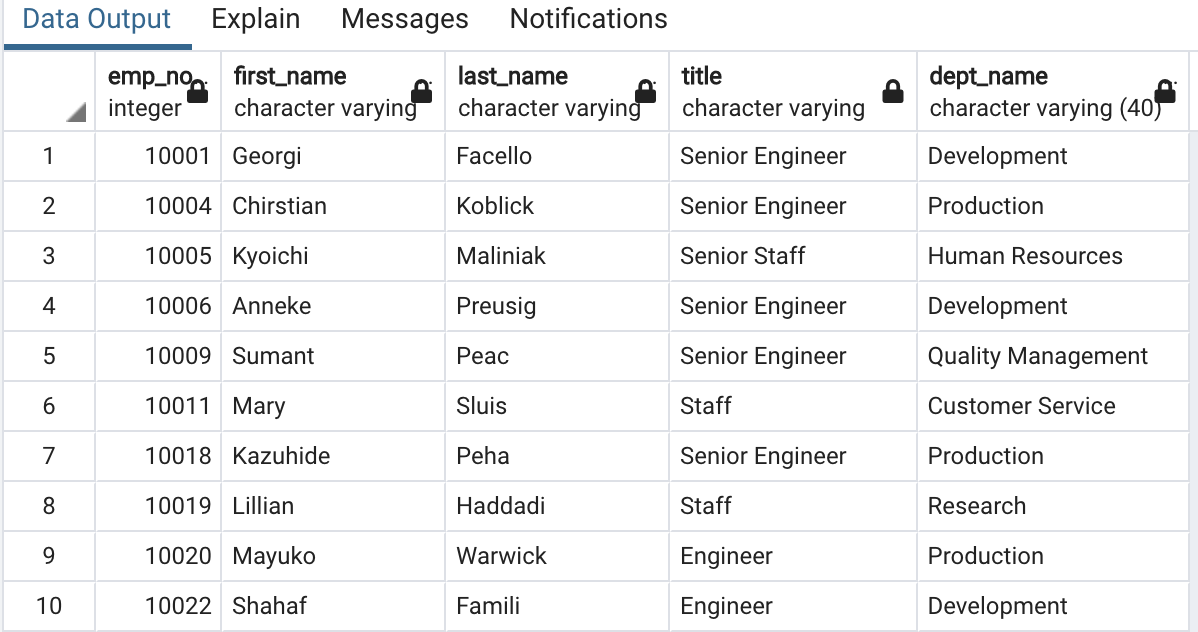 Data Output Explain Messages Notifications
emp_no first_name last_name title dept_name
integer character varying character varying character varying character varying (40)
1 10001 Georgi Facello Senior Engineer Development
2 10004 Chirstian Koblick Senior Engineer Production
3 10005 Kyoichi Maliniak Senior Staff Human Resources
4 10006 Anneke Preusig Senior Engineer Development
5 10009 Sumant Peac Senior Engineer Quality Management
6 10011 Mary Sluis Staff Customer Service
7 10018 Kazuhide Peha Senior Engineer Production
8 10019 Lillian Haddadi Staff Research
9 10020 Mayuko Warwick Engineer Production
10 10022 Shahaf Famili Engineer Development